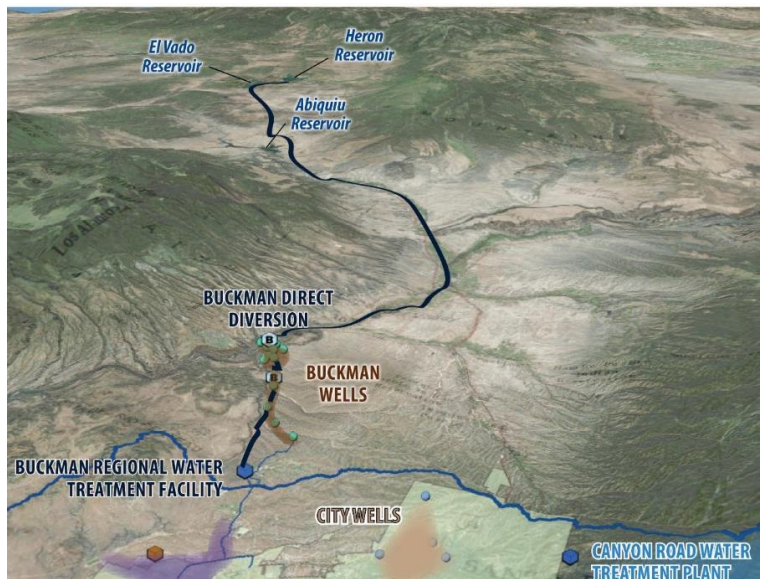 Heron
Reservoir
El Vado
Reservoir
Abiquiu
Reservoir
Los Alamos
BUCKMAN DIRECT
DIVERSION
B
BUCKMAN
WELLS
B
BUCKMAN REGIONAL WATER
TREATMENT FACILITY
CITY WELLS
CANYON ROAD WATER
TREATMENT PLANT